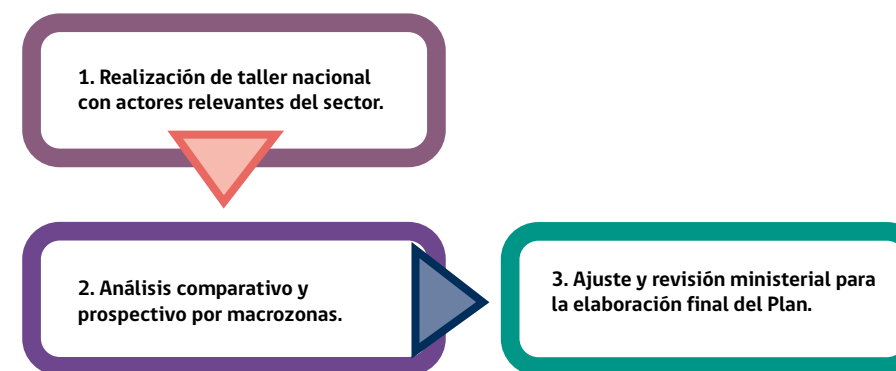 1. Realización de taller nacional
con actores relevantes del sector.
2. Análisis comparativo y
prospectivo por macrozonas.
3. Ajuste y revisión ministerial para
la elaboración final del Plan.